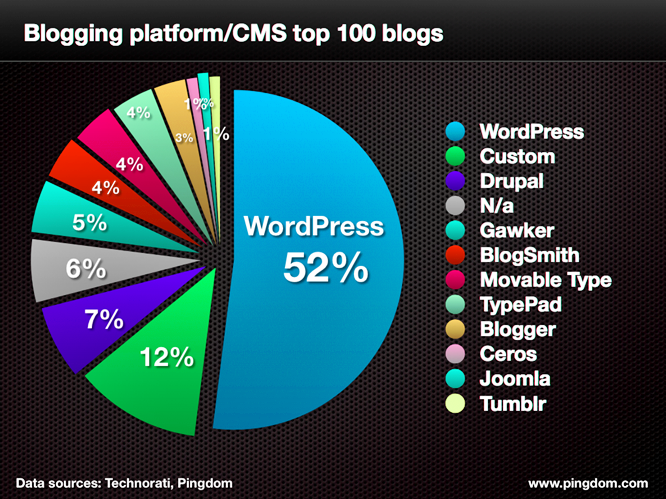 Blogging platform/CMS top 100 blogs
WordPress
52%
12%
7%
6%
5%
4%
4%
4%
3%
1%
1%
WordPress
Custom
Drupal
N/a
Gawker
BlogSmith
Movable Type
TypePad
Blogger
Ceros
Joomla
Tumblr
Data sources: Technorati, Pingdom
www.pingdom.com